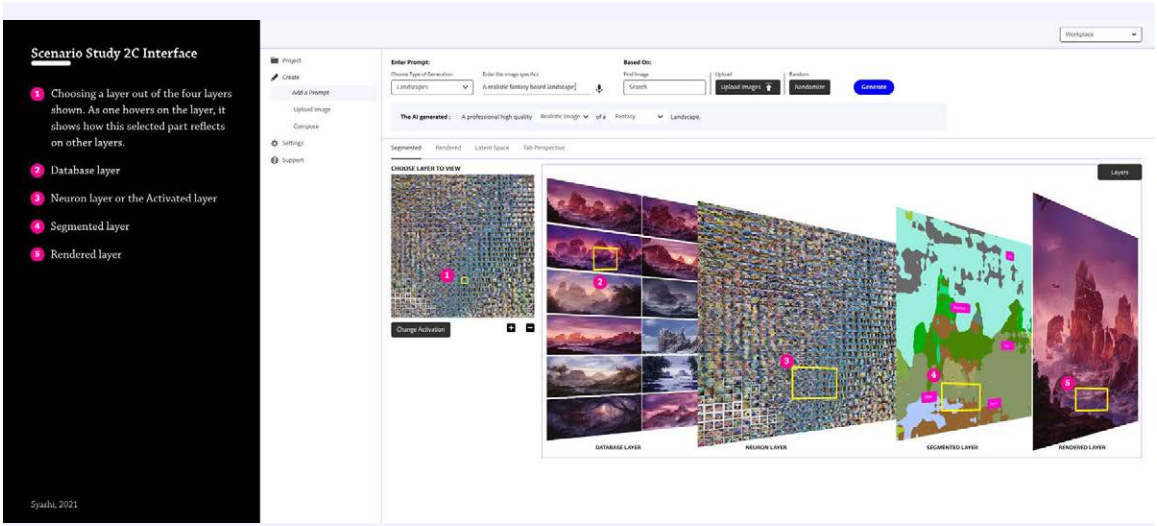 Scenario Study 2C Interface
1 Choosing a layer out of the four layers
shown. As one hovers on the layer, it
shows how this selected part reflects
on other layers.
2 Database layer
3 Neuron layer or the Activated layer
4 Segmented layer
5 Rendered layer
Syashi, 2021
Workplace
Project
Create
Add a Prompt
Upload Image
Compose
Settings
Support
Enter Prompt:
Based On:
Choose Type of Generation
Enter the image specifics
Find Image
Upload
Random
Landscapes
A realistic fantasy based landscape
Search
Upload images
Randomize
Generate
The AI generated : A professional high quality Realistic image of a Fantasy Landscape.
Segmented Rendered Latent Space Tab Perspective
CHOOSE LAYER TO VIEW
Layers
1
2
3
4
5
Change Activation
DATABASE LAYER
NEURON LAYER
SEGMENTED LAYER
RENDERED LAYER